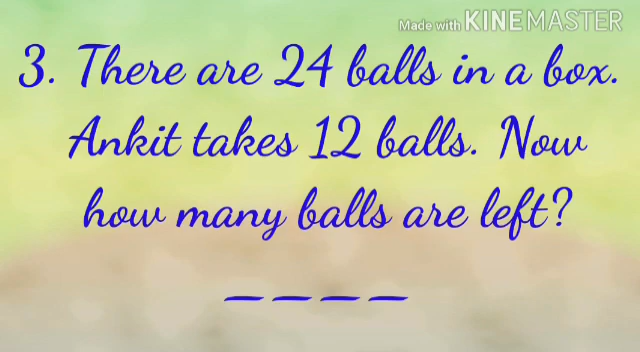 Made with KINEMASTER
3. There are 24 balls in a box.
Ankit takes 12 balls. Now
how many balls are left?
_ _ _ _